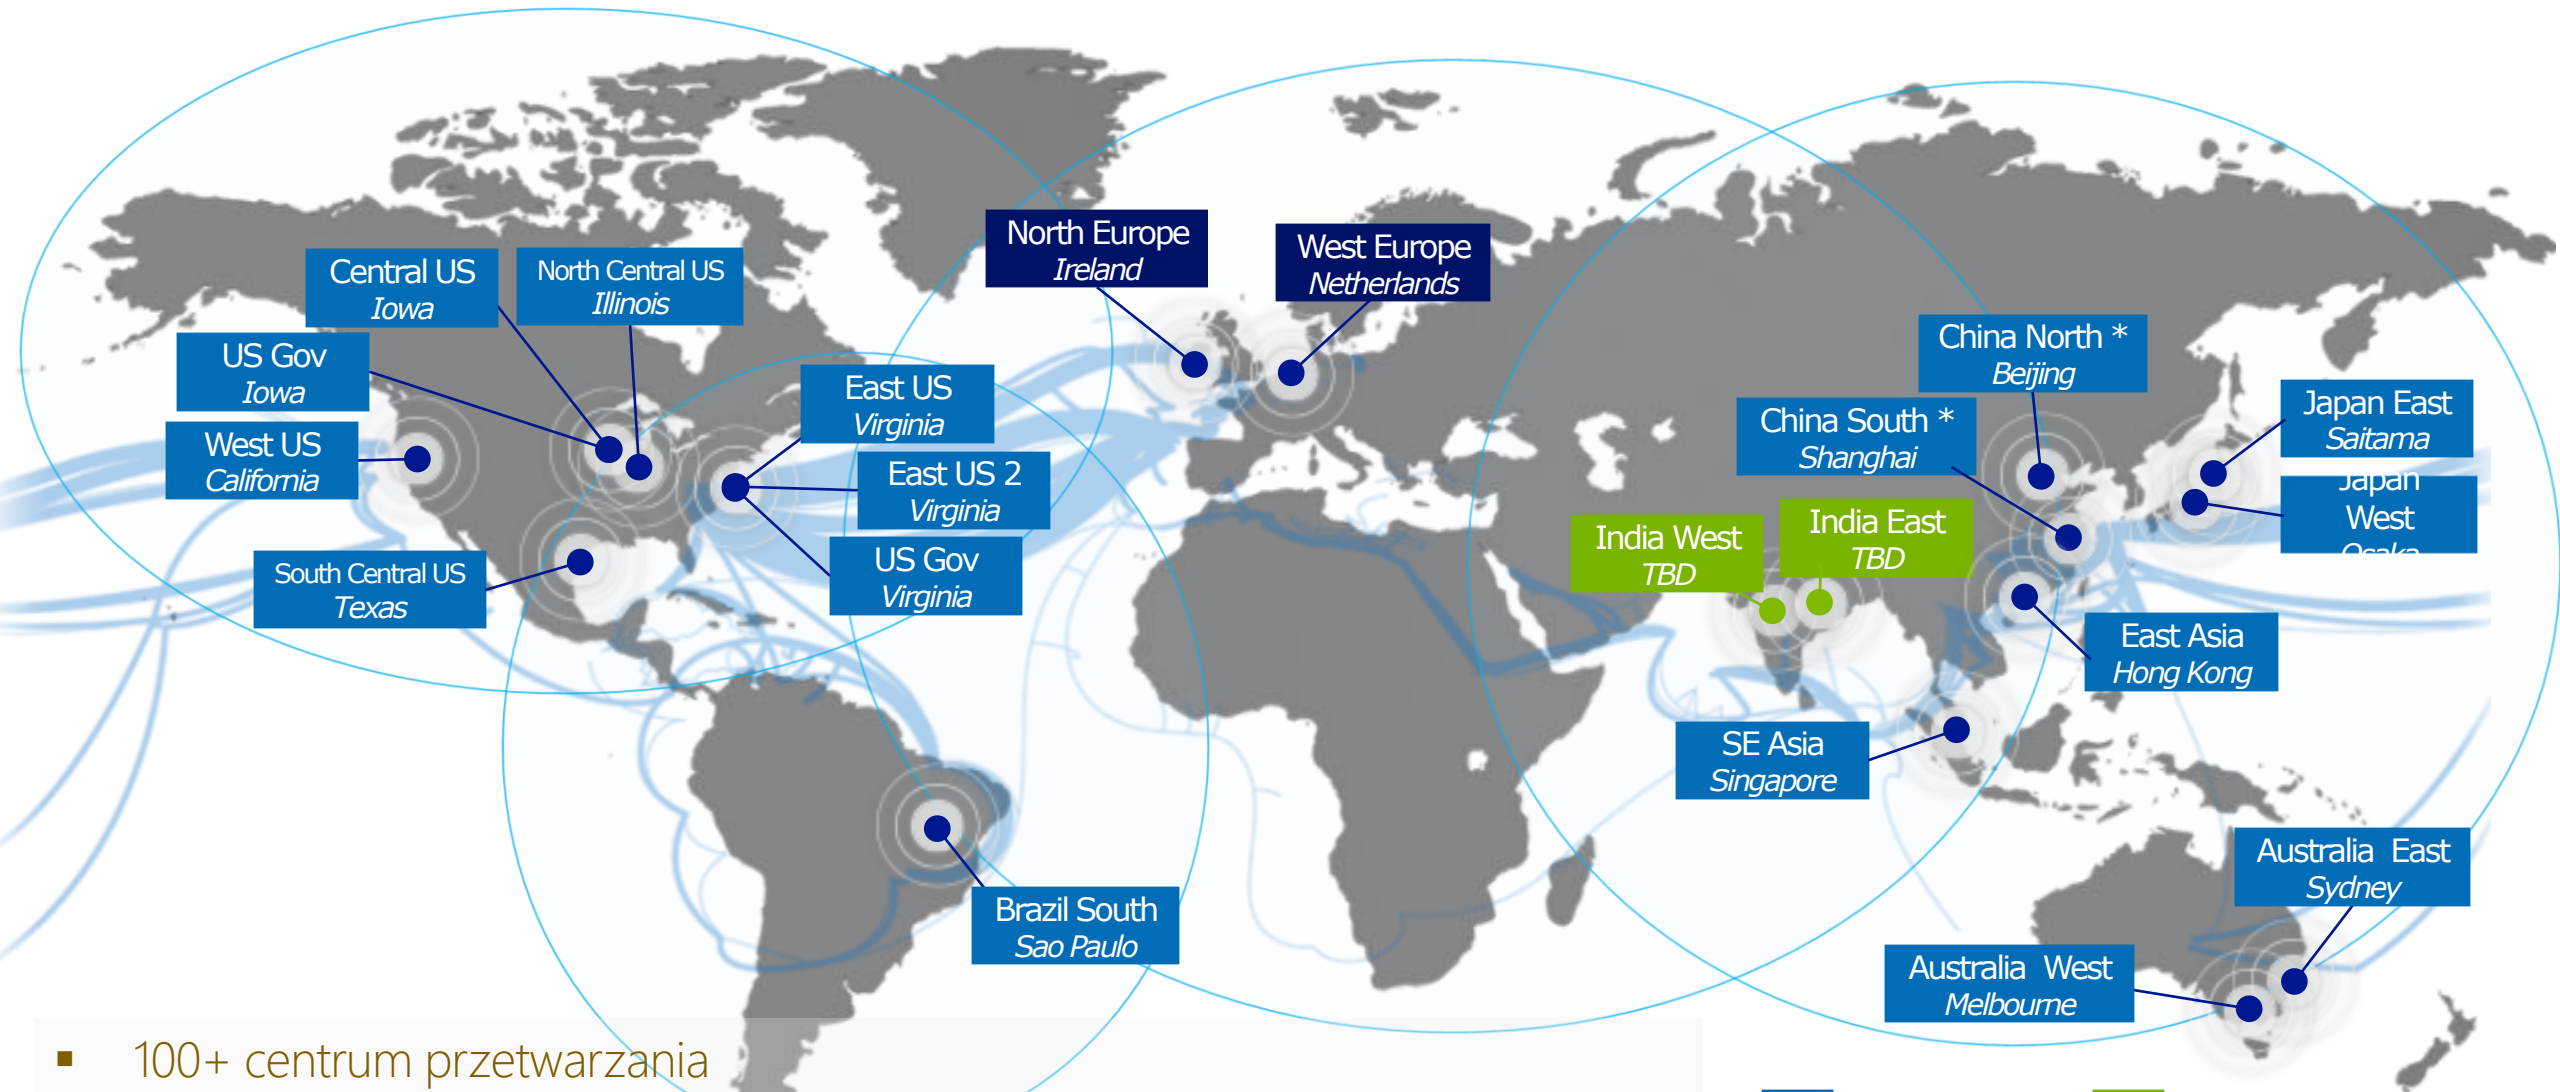 North Europe
Ireland
West Europe
Netherlands
Central US
Iowa
North Central US
Illinois
US Gov
Iowa
West US
California
East US
Virginia
East US 2
Virginia
US Gov
Virginia
South Central US
Texas
China North *
Beijing
China South *
Shanghai
Japan East
Saitama
Japan
West
Osaka
India West
TBD
India East
TBD
East Asia
Hong Kong
SE Asia
Singapore
Brazil South
Sao Paulo
Australia East
Sydney
Australia West
Melbourne
▪ 100+ centrum przetwarzania